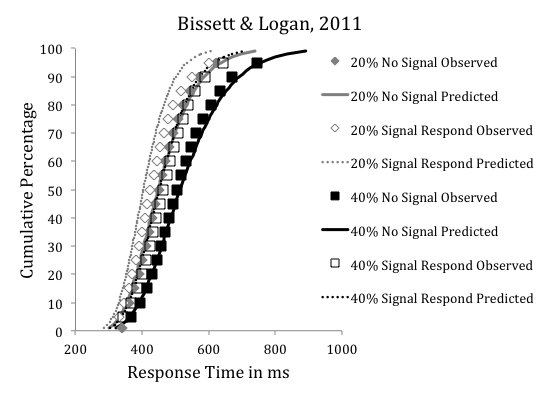 Bissett & Logan, 2011
Cumulative Percentage
100
90
80
70
60
50
40
30
20
10
0
200 400 600 800 1000
Response Time in ms
20% No Signal Observed
20% No Signal Predicted
20% Signal Respond Observed
20% Signal Respond Predicted
40% No Signal Observed
40% No Signal Predicted
40% Signal Respond Observed
40% Signal Respond Predicted